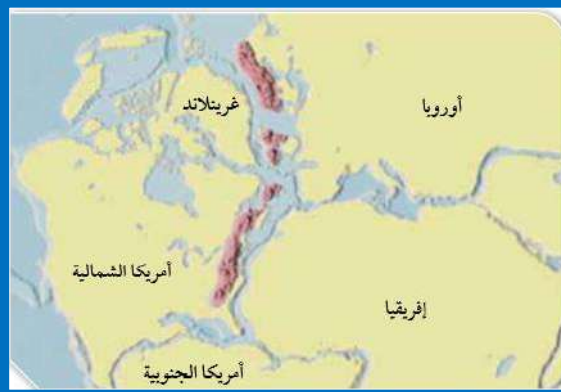 أوروبا
غرينلاند
أمريكا الشمالية
إفريقيا
أمريكا الجنوبية